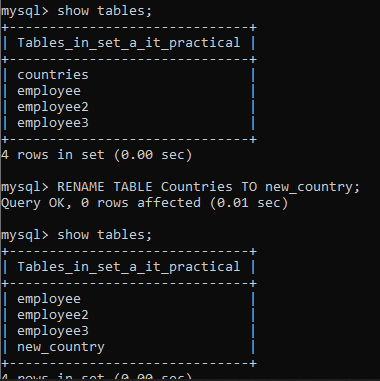 mysql> show tables;
+------------------------------+
| Tables_in_set_a_it_practical |
+------------------------------+
| countries                    |
| employee                     |
| employee2                    |
| employee3                    |
+------------------------------+
4 rows in set (0.00 sec)
mysql> RENAME TABLE Countries TO new_country;
Query OK, 0 rows affected (0.01 sec)
mysql> show tables;
+------------------------------+
| Tables_in_set_a_it_practical |
+------------------------------+
| employee                     |
| employee2                    |
| employee3                    |
| new_country                  |
+------------------------------+
4 rows in set (0.00 sec)